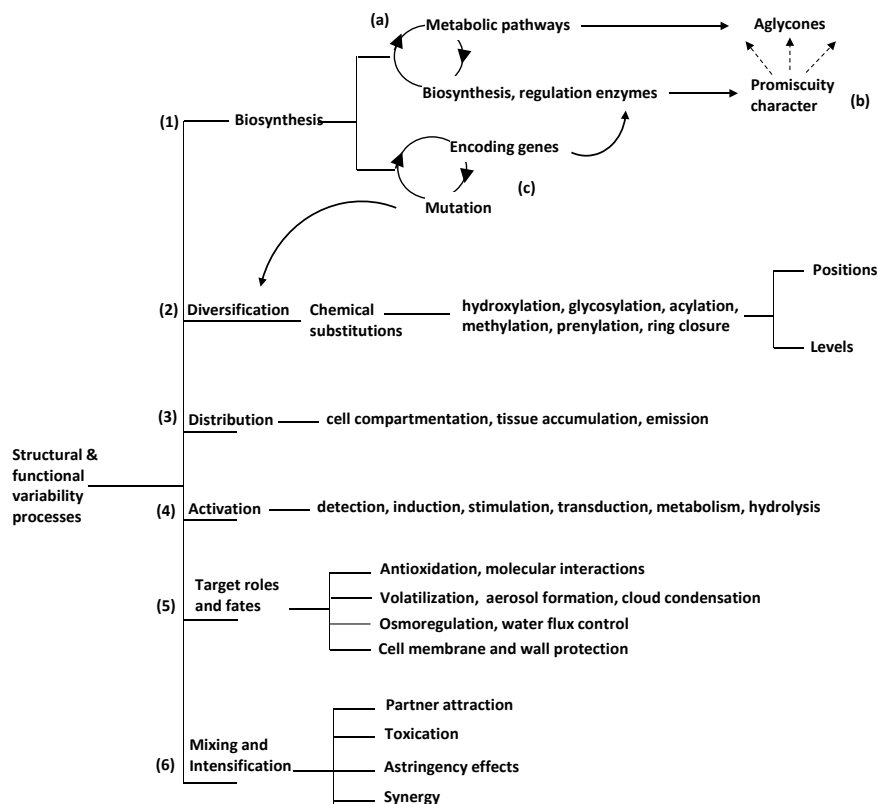 (a)
Metabolic pathways
Aglycones
Biosynthesis, regulation enzymes
Promiscuity
character
(b)
(1)
Biosynthesis
Encoding genes
(c)
Mutation
Positions
(2)
Diversification
Chemical
substitutions
hydroxylation, glycosylation, acylation,
methylation, prenylation, ring closure
Levels
(3)
Distribution
cell compartmentation, tissue accumulation, emission
Structural &
functional
variability
processes
(4)
Activation
detection, induction, stimulation, transduction, metabolism, hydrolysis
(5)
Target roles
and fates
Antioxidation, molecular interactions
Volatilization, aerosol formation, cloud condensation
Osmoregulation, water flux control
Cell membrane and wall protection
(6)
Mixing and
Intensification
Partner attraction
Toxication
Astringency effects
Synergy